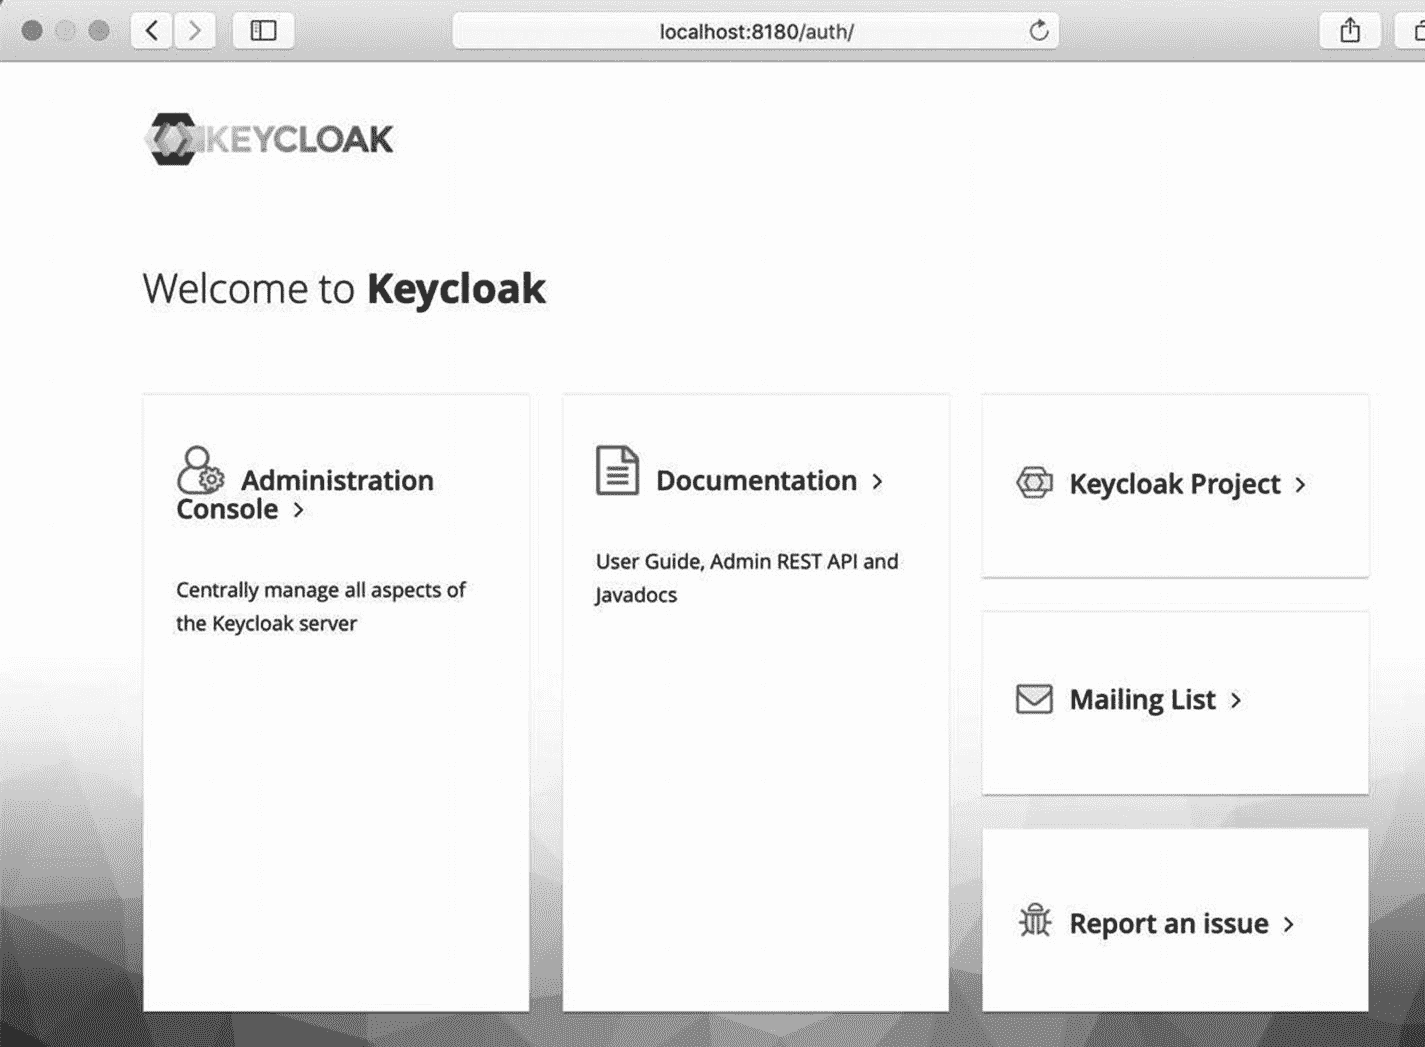 localhost:8180/auth/
KEYCLOAK
Welcome to Keycloak
Administration
Console
Centrally manage all aspects of
the Keycloak server
Documentation
User Guide, Admin REST API and
Javadocs
Keycloak Project
Mailing List
Report an issue